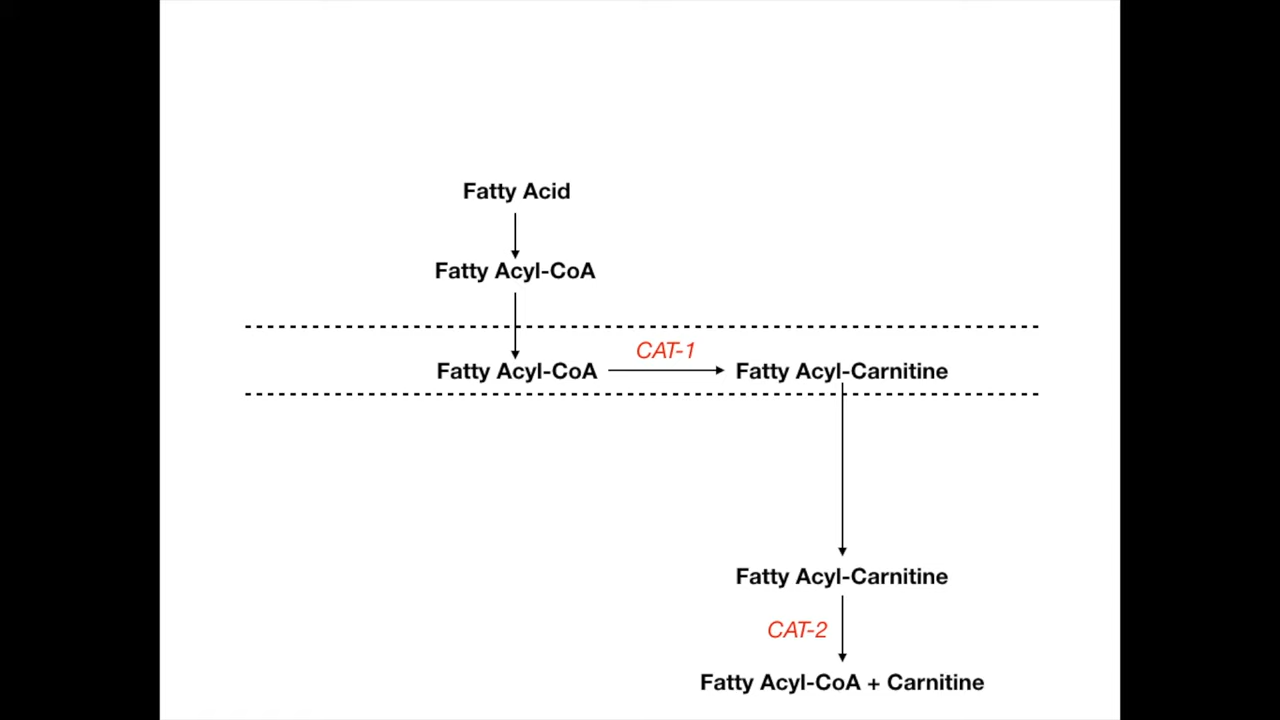 Fatty Acid
Fatty Acyl-CoA
CAT-1
Fatty Acyl-CoA
Fatty Acyl-Carnitine
Fatty Acyl-Carnitine
CAT-2
Fatty Acyl-CoA + Carnitine